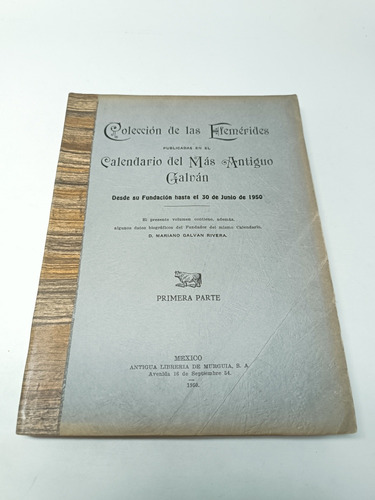 Colección de las Efemérides
PUBLICADAS EN EL
Calendario del Más Antiguo
Galván
Desde su Fundación hasta el 30 de Junio de 1950
El presente volumen contiene, además,
algunos datos biográficos del Fundador del mismo Calendario,
D. MARIANO GALVAN RIVERA.
PRIMERA PARTE
MEXICO
ANTIGUA LIBRERIA DE MURGUIA, S. A.
Avenida 16 de Septiembre 54.